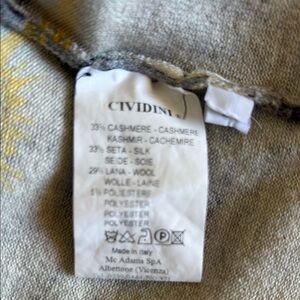 CIVIDINI
33% CASHMERE - CASHMERE
KASHMIR - CACHEMIRE
33% SETA - SILK
SEIDE - SOIE
29% LANA - WOOL
WOLLE - LAINE
POLIESTERE
POLYESTER
POLYESTER
POLYESTER
Made in Italy
Mc Adams SpA
Albettone (Vicenza)